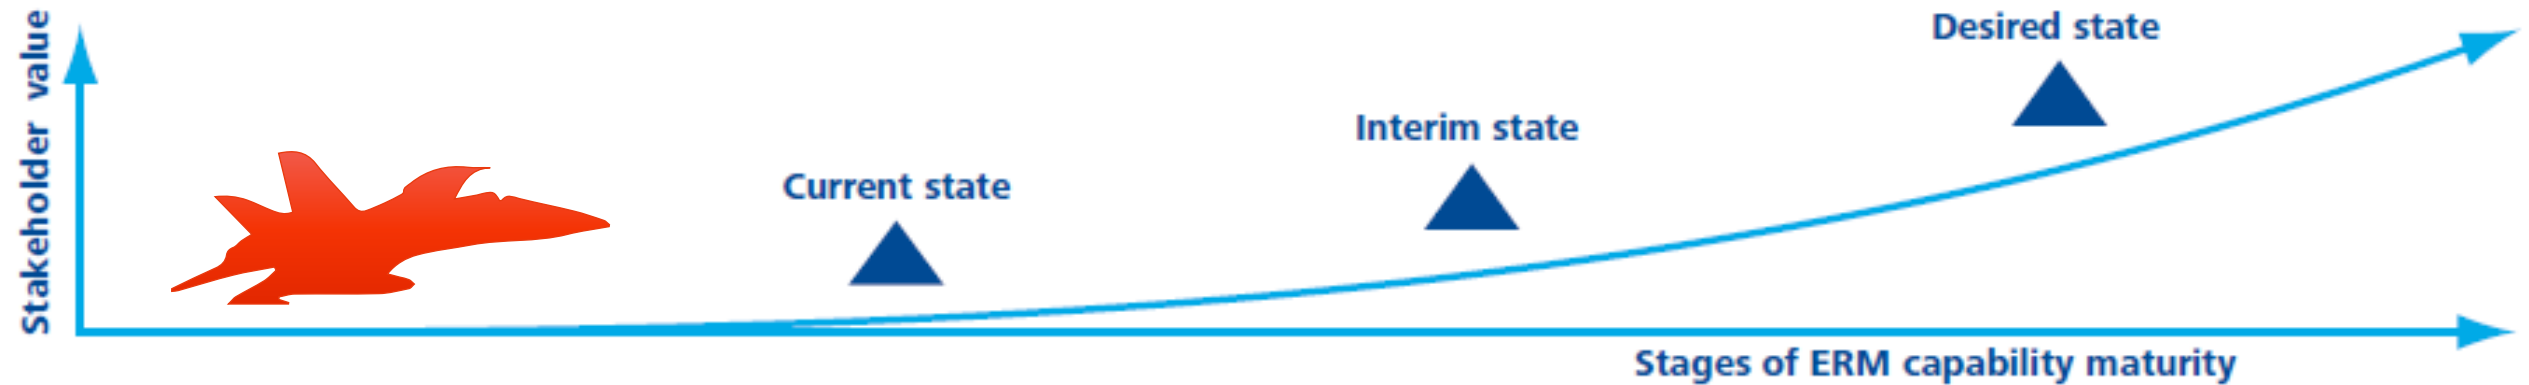 Stakeholder value
Desired state
Interim state
Current state
Stages of ERM capability maturity